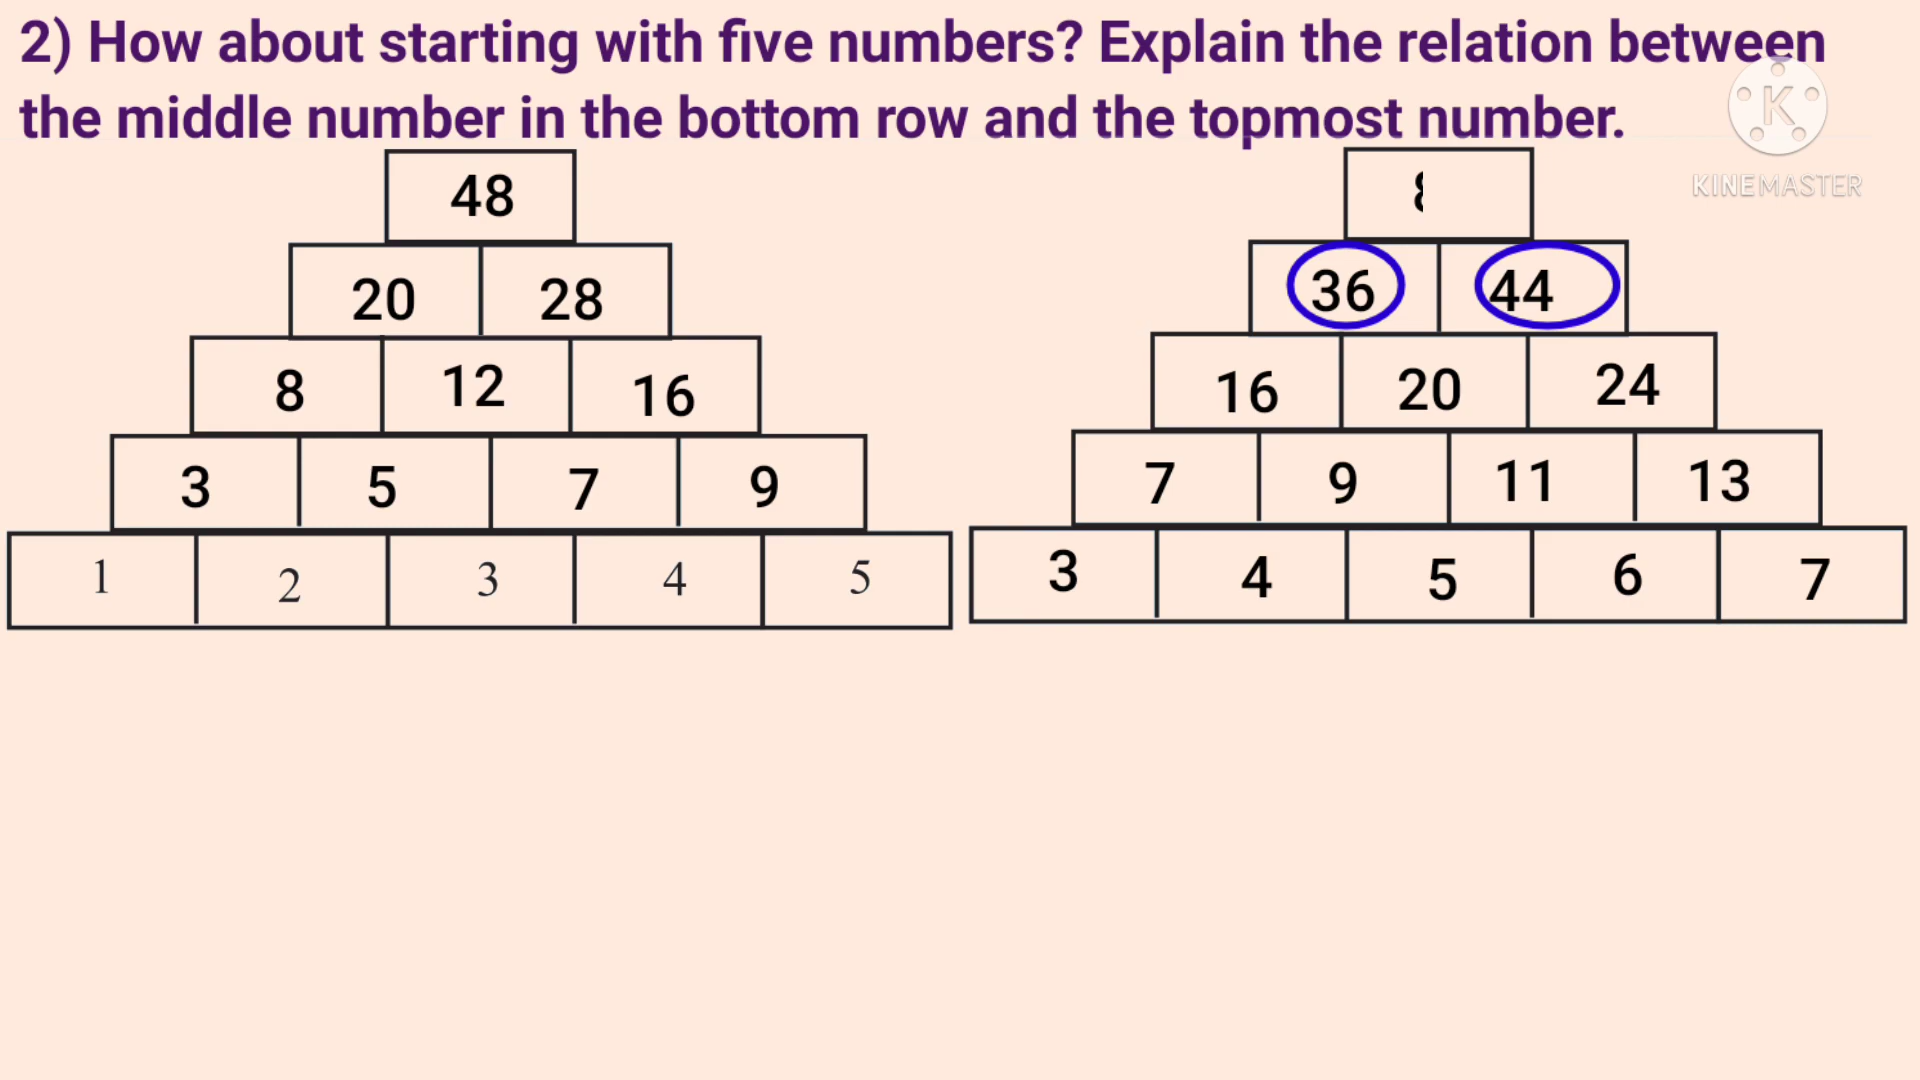 2) How about starting with five numbers? Explain the relation between
the middle number in the bottom row and the topmost number.
K
KINEMASTER
48
20 28
8 12 16
3 5 7 9
1 2 3 4 5
36 44
16 20 24
7 9 11 13
3 4 5 6 7